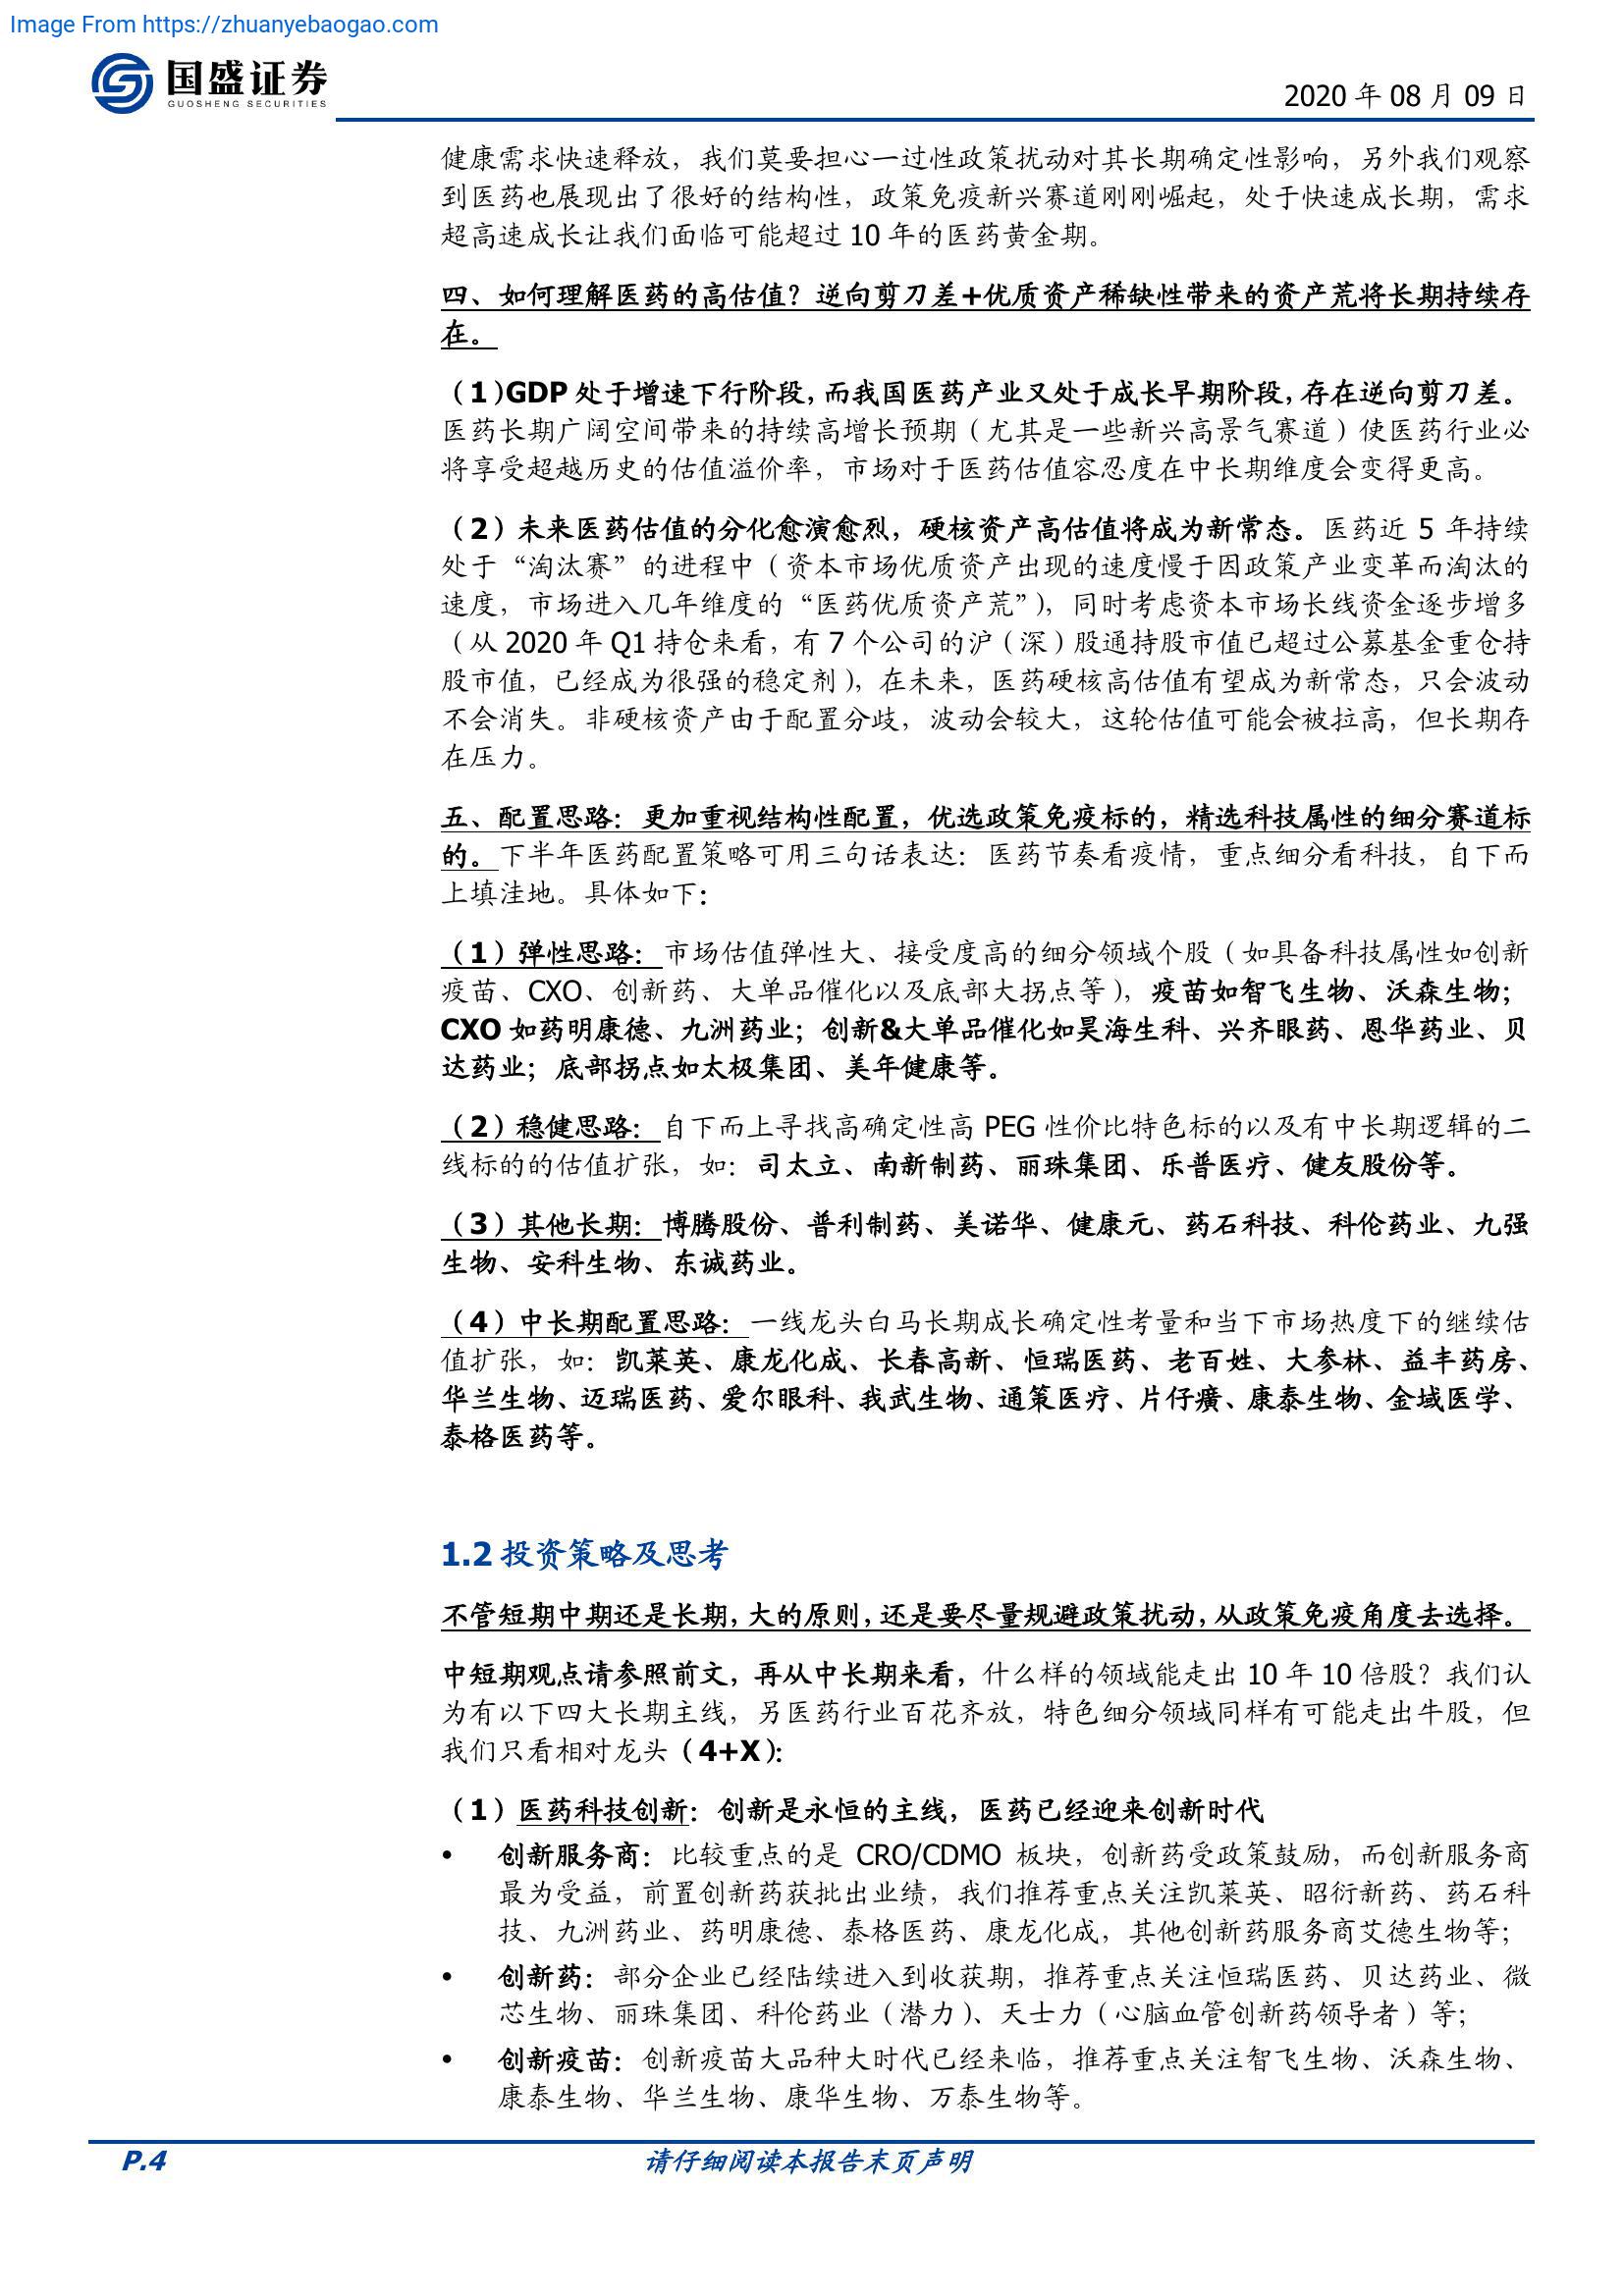 Image From https://zhuanyebaogao.com
国盛证券
GUOSHENG SECURITIES
2020 年 08 月 09 日
健康需求快速释放，我们莫要担心一过性政策扰动对其长期确定性影响，另外我们观察
到医药也展现出了很好的结构性，政策免疫新兴赛道刚刚崛起，处于快速成长期，需求
超高速成长让我们面临可能超过 10 年的医药黄金期。
四、如何理解医药的高估值？逆向剪刀差+优质资产稀缺性带来的资产荒将长期持续存
在。
（1）GDP 处于增速下行阶段，而我国医药产业又处于成长早期阶段，存在逆向剪刀差。
医药长期广阔空间带来的持续高增长预期（尤其是一些新兴高景气赛道）使医药行业必
将享受超越历史的估值溢价率，市场对于医药估值容忍度在中长期维度会变得更高。
（2）未来医药估值的分化愈演愈烈，硬核资产高估值将成为新常态。医药近 5 年持续
处于“淘汰赛”的进程中（资本市场优质资产出现的速度慢于因政策产业变革而淘汰的
速度，市场进入几年维度的“医药优质资产荒”），同时考虑资本市场长线资金逐步增多
（从 2020 年 Q1 持仓来看，有 7 个公司的沪（深）股通持股市值已超过公募基金重仓持
股市值，已经成为很强的稳定剂），在未来，医药硬核高估值有望成为新常态，只会波动
不会消失。非硬核资产由于配置分歧，波动会较大，这轮估值可能会被拉高，但长期存
在压力。
五、配置思路：更加重视结构性配置，优选政策免疫标的，精选科技属性的细分赛道标
的。下半年医药配置策略可用三句话表达：医药节奏看疫情，重点细分看科技，自下而
上填洼地。具体如下：
（1）弹性思路：市场估值弹性大、接受度高的细分领域个股（如具备科技属性如创新
疫苗、CXO、创新药、大单品催化以及底部大拐点等），疫苗如智飞生物、沃森生物；
CXO 如药明康德、九洲药业；创新&大单品催化如昊海生科、兴齐眼药、恩华药业、贝
达药业；底部拐点如太极集团、美年健康等。
（2）稳健思路：自下而上寻找高确定性高 PEG 性价比特色标的以及有中长期逻辑的二
线标的的估值扩张，如：司太立、南新制药、丽珠集团、乐普医疗、健友股份等。
（3）其他长期：博腾股份、普利制药、美诺华、健康元、药石科技、科伦药业、九强
生物、安科生物、东诚药业。
（4）中长期配置思路：一线龙头白马长期成长确定性考量和当下市场热度下的继续估
值扩张，如：凯莱英、康龙化成、长春高新、恒瑞医药、老百姓、大参林、益丰药房、
华兰生物、迈瑞医药、爱尔眼科、我武生物、通策医疗、片仔癀、康泰生物、金域医学、
泰格医药等。
1.2 投资策略及思考
不管短期中期还是长期，大的原则，还是要尽量规避政策扰动，从政策免疫角度去选择。
中短期观点请参照前文，再从中长期来看，什么样的领域能走出 10 年 10 倍股？我们认
为有以下四大长期主线，另医药行业百花齐放，特色细分领域同样有可能走出牛股，但
我们只看相对龙头（4+X）：
（1）医药科技创新：创新是永恒的主线，医药已经迎来创新时代
• 创新服务商：比较重点的是 CRO/CDMO 板块，创新药受政策鼓励，而创新服务商
最为受益，前置创新药获批出业绩，我们推荐重点关注凯莱英、昭衍新药、药石科
技、九洲药业、药明康德、泰格医药、康龙化成，其他创新药服务商艾德生物等；
• 创新药：部分企业已经陆续进入到收获期，推荐重点关注恒瑞医药、贝达药业、微
芯生物、丽珠集团、科伦药业（潜力）、天士力（心脑血管创新药领导者）等；
• 创新疫苗：创新疫苗大品种大时代已经来临，推荐重点关注智飞生物、沃森生物、
康泰生物、华兰生物、康华生物、万泰生物等。
P.4
请仔细阅读本报告末页声明